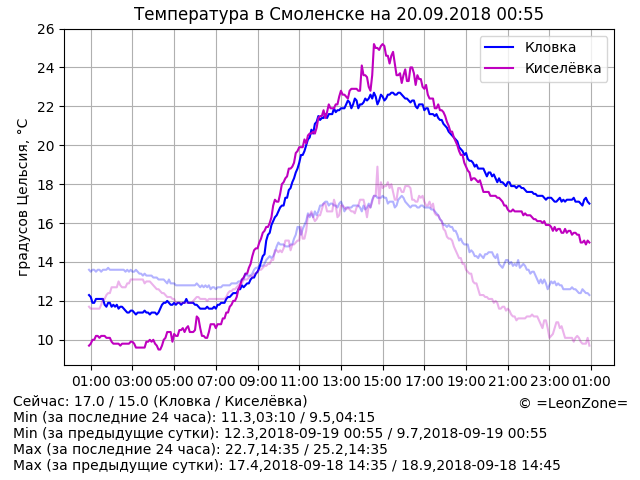 Температура в Смоленске на 20.09.2018 00:55
градусов Цельсия, °C
26
24
22
20
18
16
14
12
10
Кловка
Киселёвка
01:00 03:00 05:00 07:00 09:00 11:00 13:00 15:00 17:00 19:00 21:00 23:00 01:00
Сейчас: 17.0 / 15.0 (Кловка / Киселёвка)
© =LeonZone=
Min (за последние 24 часа): 11.3,03:10 / 9.5,04:15
Min (за предыдущие сутки): 12.3,2018-09-19 00:55 / 9.7,2018-09-19 00:55
Max (за последние 24 часа): 22.7,14:35 / 25.2,14:35
Max (за предыдущие сутки): 17.4,2018-09-18 14:35 / 18.9,2018-09-18 14:45